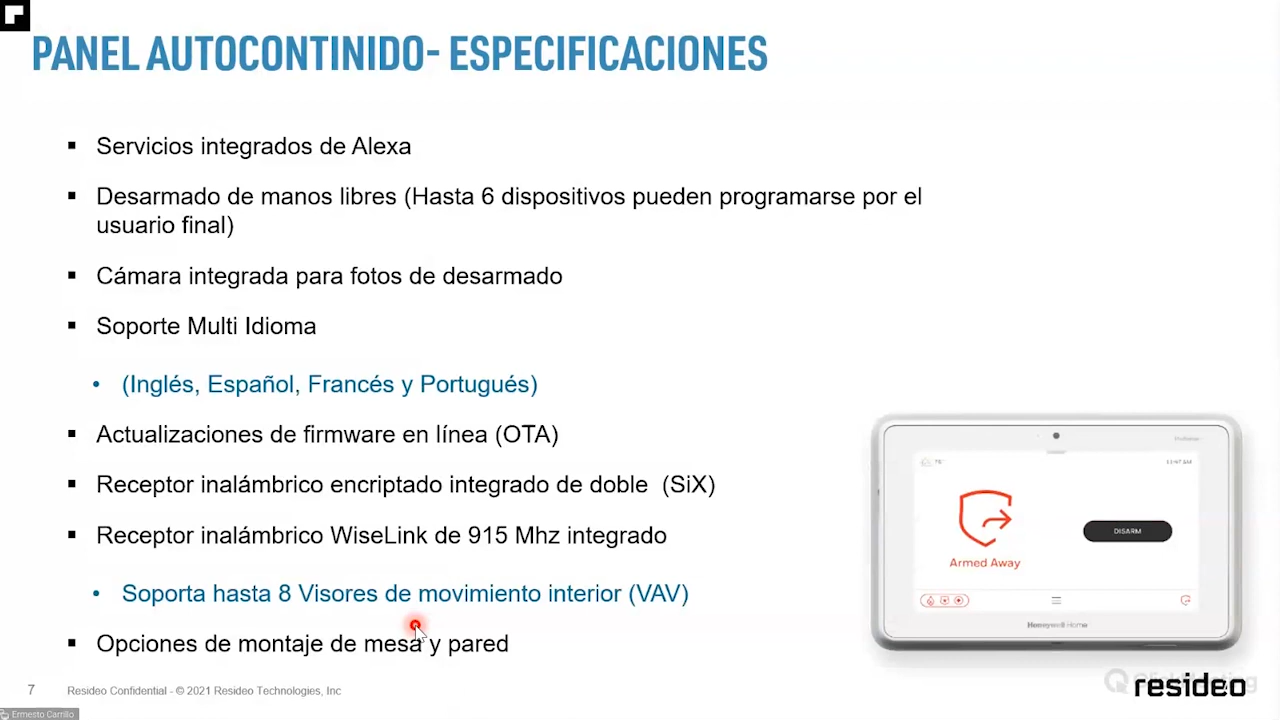 PANEL AUTOCONTINIDO- ESPECIFICACIONES
▪ Servicios integrados de Alexa
▪ Desarmado de manos libres (Hasta 6 dispositivos pueden programarse por el
usuario final)
▪ Cámara integrada para fotos de desarmado
▪ Soporte Multi Idioma
• (Inglés, Español, Francés y Portugués)
▪ Actualizaciones de firmware en línea (OTA)
▪ Receptor inalámbrico encriptado integrado de doble (SiX)
▪ Receptor inalámbrico WiseLink de 915 Mhz integrado
• Soporta hasta 8 Visores de movimiento interior (VAV)
▪ Opciones de montaje de mesa y pared
DISARM
Armed Away
Honeywell Home
resideo
7 Resideo Confidential - © 2021 Resideo Technologies, Inc
Ermesto Carrillo